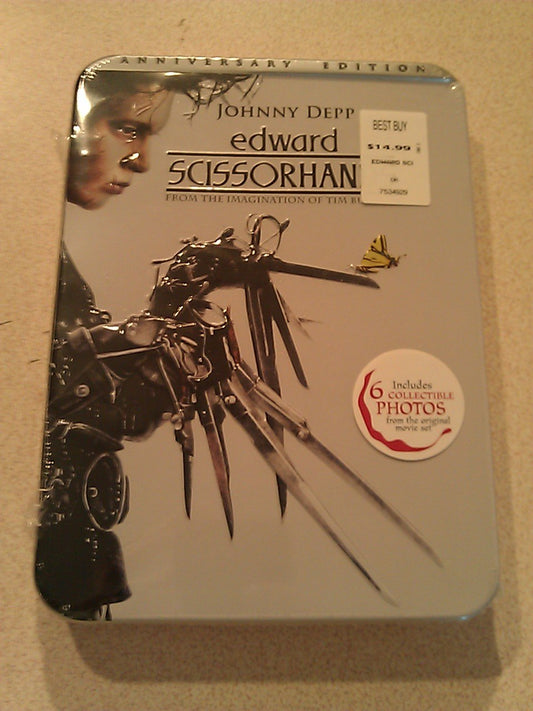 ANNIVERSARY EDITION
JOHNNY DEPP
edward
SCISSORHAN
FROM THE IMAGINATION OF TIM B
BEST BUY
$14.99
EDWARD SCI
7534929
Includes
6 COLLECTIBLE
PHOTOS
from the original
movie set